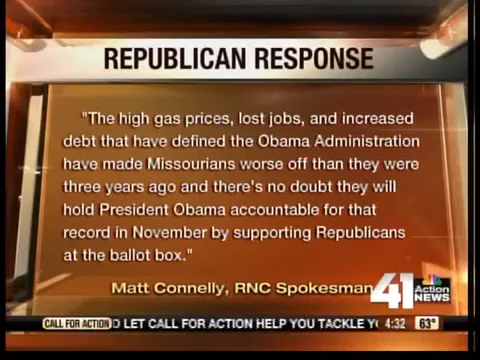 REPUBLICAN RESPONSE
"The high gas prices, lost jobs, and increased
debt that have defined the Obama Administration
have made Missourians worse off than they were
three years ago and there's no doubt they will
hold President Obama accountable for that
record in November by supporting Republicans
at the ballot box."
Matt Connelly, RNC Spokesman
41 Action
NEWS
CALL FOR ACTION D LET CALL FOR ACTION HELP YOU TACKLE 4:32 63°